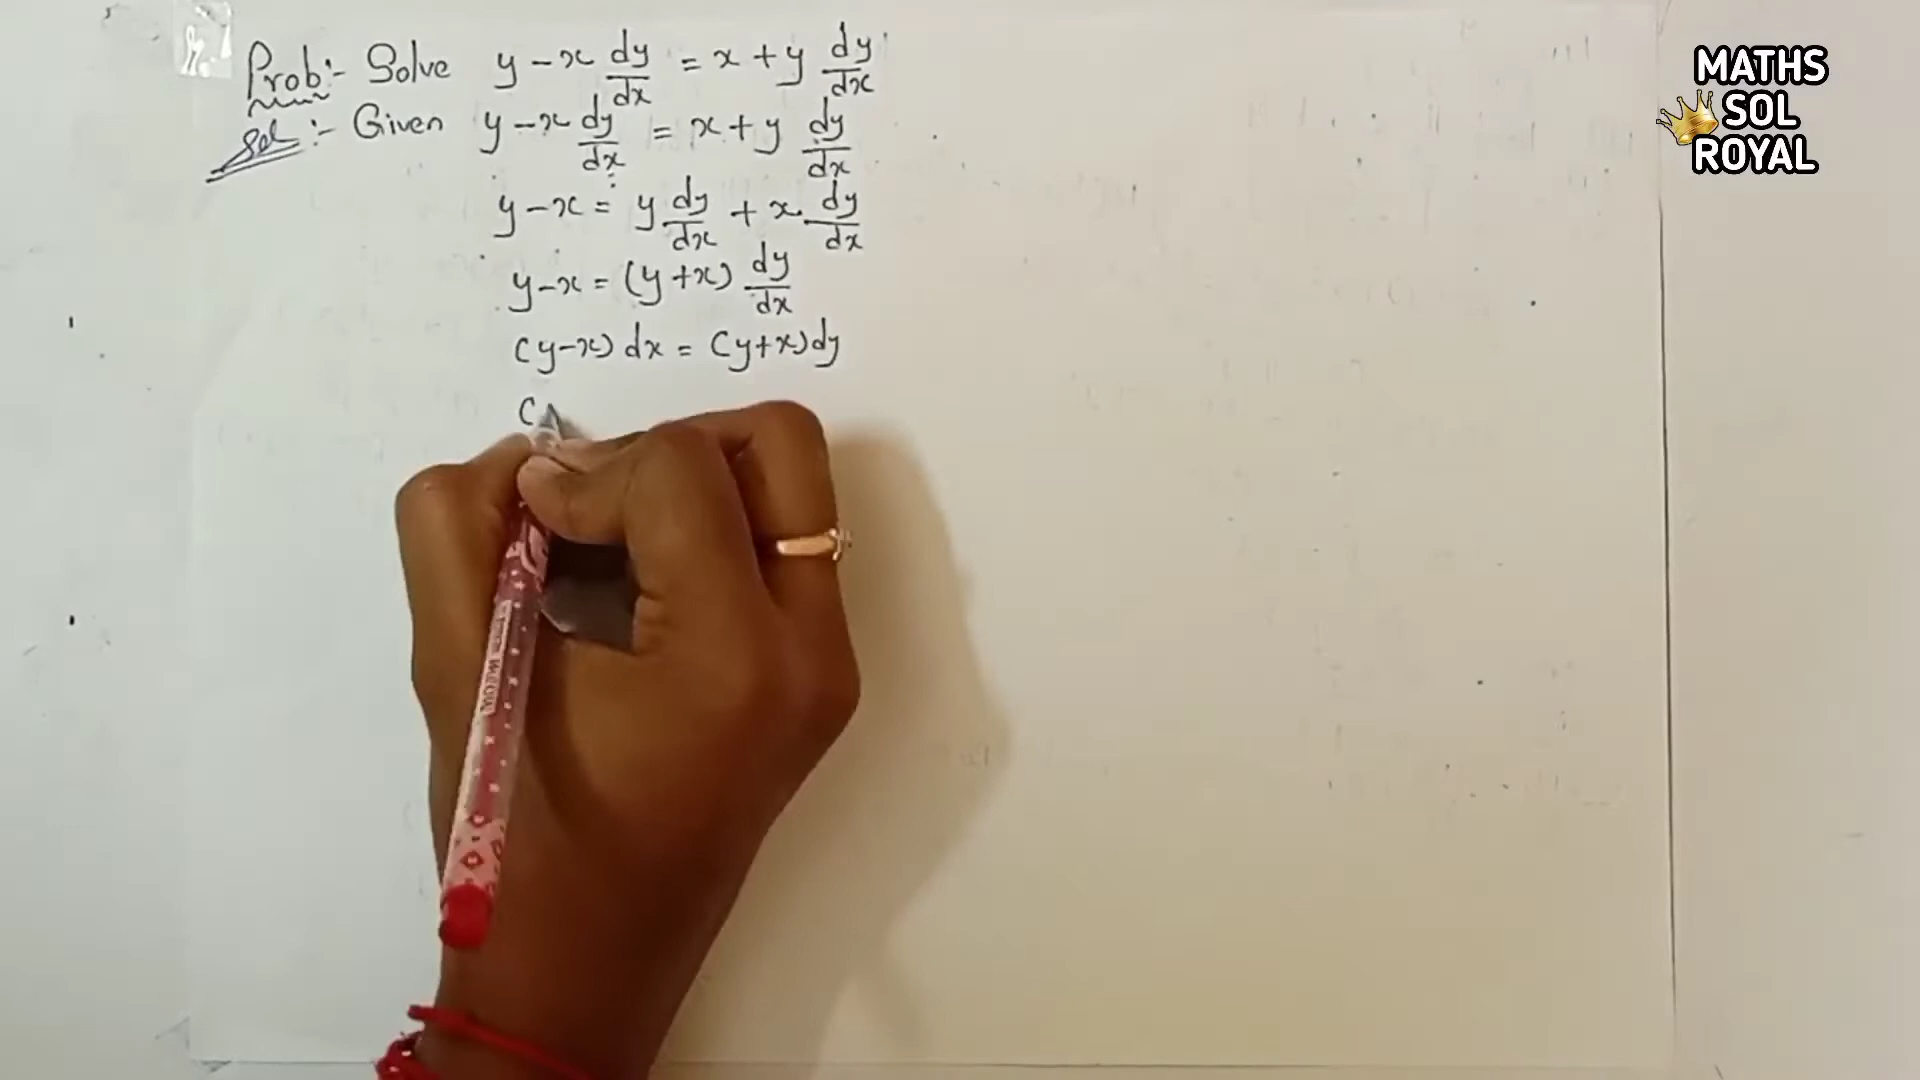 Prob:- Solve y - x dy/dx = x + y dy/dx
Sol:- Given y - x dy/dx = x + y dy/dx
y - x = y dy/dx + x dy/dx
y - x = (y + x) dy/dx
(y - x) dx = (y + x) dy
(
MATHS
SOL
ROYAL